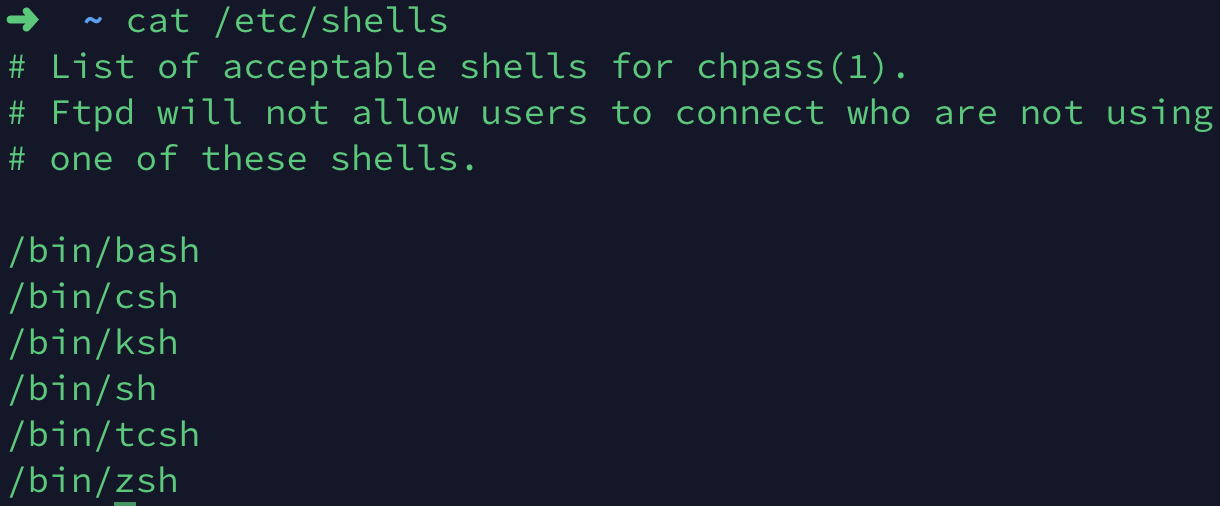 ➜ ~ cat /etc/shells
# List of acceptable shells for chpass(1).
# Ftpd will not allow users to connect who are not using
# one of these shells.
/bin/bash
/bin/csh
/bin/ksh
/bin/sh
/bin/tcsh
/bin/zsh